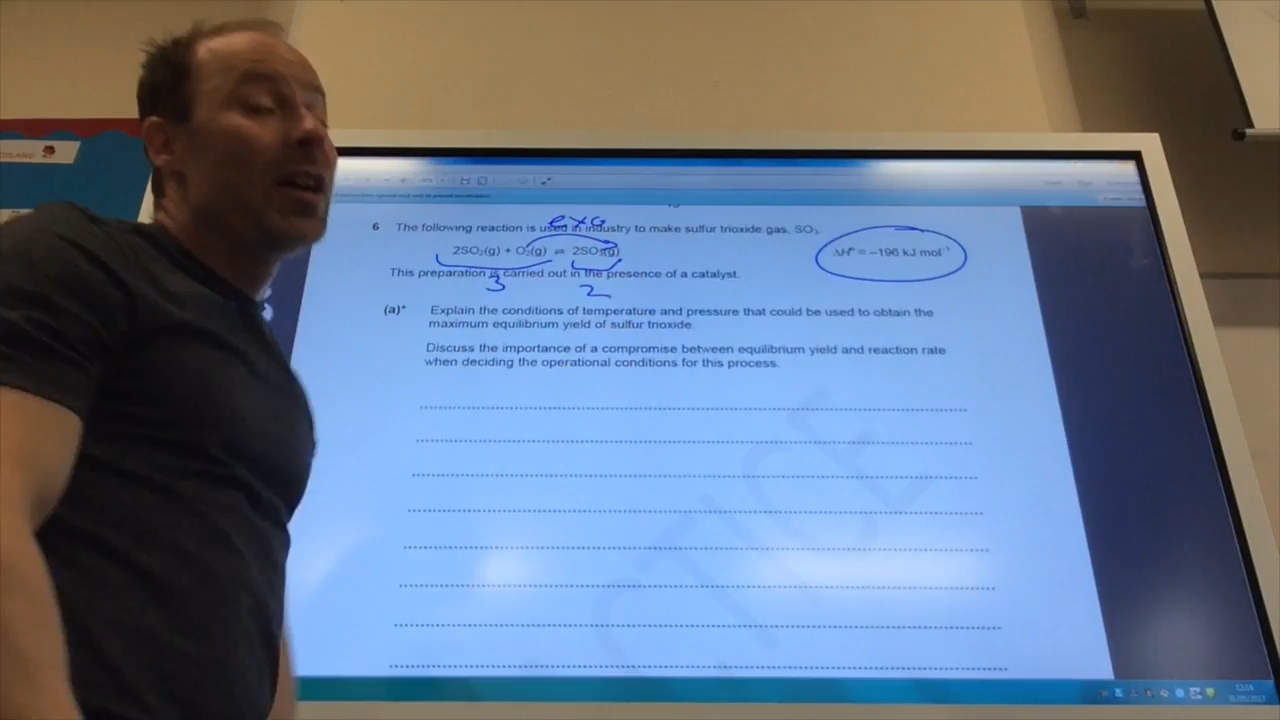 6 The following reaction is used in industry to make sulfur trioxide gas, SO₃.
exo
2SO₂(g) + O₂(g) ⇌ 2SO₃(g) ΔH° = −196 kJ mol⁻¹
This preparation is carried out in the presence of a catalyst.
3 2
(a)* Explain the conditions of temperature and pressure that could be used to obtain the
maximum equilibrium yield of sulfur trioxide.
Discuss the importance of a compromise between equilibrium yield and reaction rate
when deciding the operational conditions for this process.
12:14